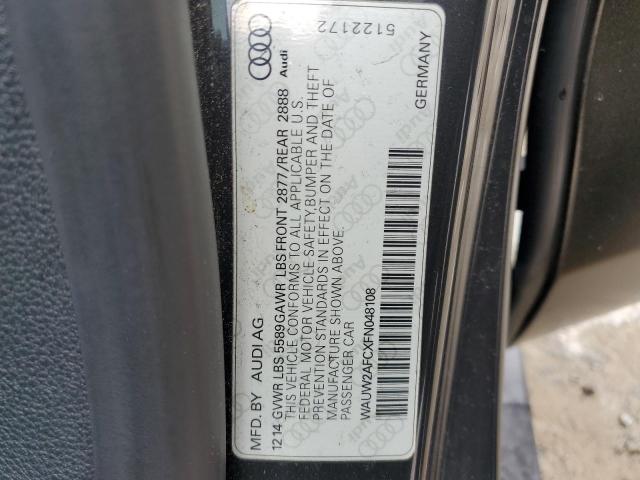 MFD. BY AUDI AG
1214 GVWR LBS 5589 GAWR LBS FRONT 2877//REAR 2888
THIS VEHICLE CONFORMS TO ALL APPLICABLE U.S.
FEDERAL MOTOR VEHICLE SAFETY,BUMPER AND THEFT
PREVENTION STANDARDS IN EFFECT ON THE DATE OF
MANUFACTURE SHOWN ABOVE.
PASSENGER CAR
WAUW2AFCXFN048108
Audi
5122172
GERMANY